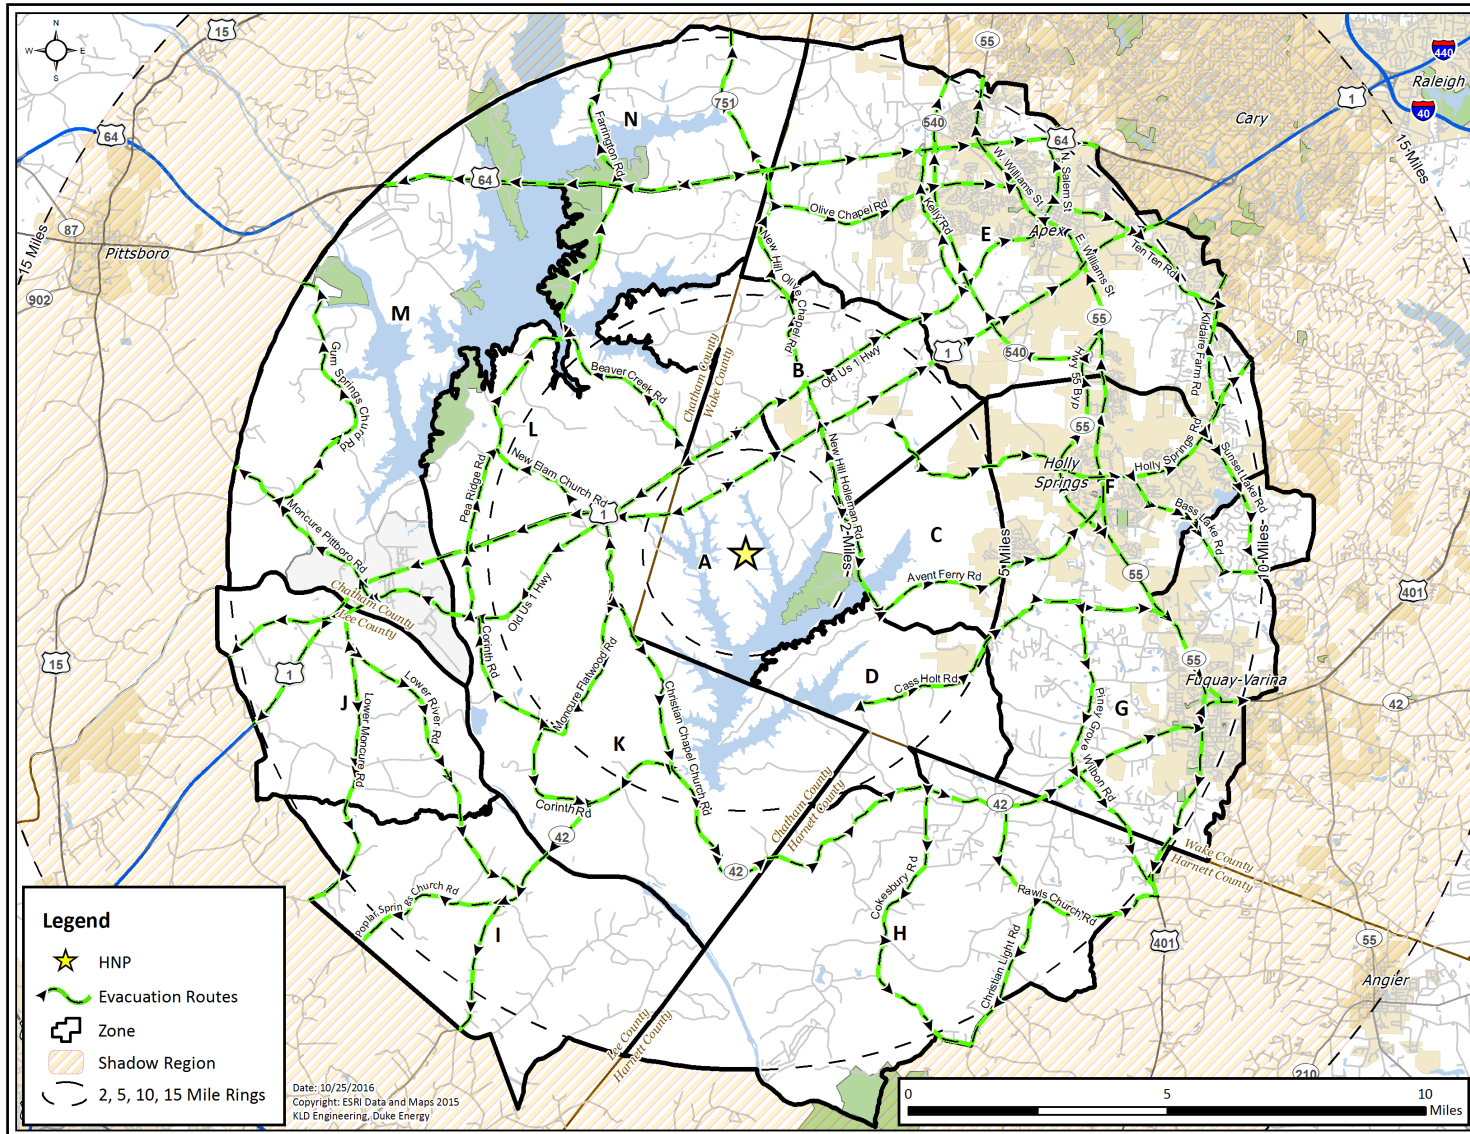 N
W
E
S
15
55
440
Raleigh
40
1
Cary
64
15 Miles
751
N
Farrington Rd
540
64
W. Williams St
N. Salem St
64
87
Pittsboro
15 Miles
902
Olive Chapel Rd
Kelly Rd
E
Apex
E. Williams St
Ten Ten Rd
New Hill Olive Chapel Rd
M
Gum Springs Church Rd
55
Kildaire Farm Rd
Chatham County
Wake County
Beaver Creek Rd
B
Old Us 1 Hwy
1
540
Hwy 55 Byp
55
L
New Elam Church Rd
Pea Ridge Rd
New Hill Holleman Rd
Holly Springs
Holly Springs Rd
Sunset Lake Rd
F
Bass Lake Rd
Moncure Pittboro Rd
1
2-Miles
A
C
5 Miles
10-Miles
Avent Ferry Rd
55
401
Chatham County
Lee County
Old Us 1 Hwy
Corinth Rd
Moncure Flatwood Rd
15
1
J
Lower Moncure Rd
Lower River Rd
Christian Chapel Church Rd
D
Cass Holt Rd
55
Fuquay-Varina
42
G
Piney Grove Wilbon Rd
K
Corinth Rd
42
Chatham County
Harnett County
42
42
Wake County
Harnett County
Cokesbury Rd
Rawls Church Rd
Poplar Springs Church Rd
I
H
Christian Light Rd
401
55
Angier
Lee County
Harnett County
210
Legend
HNP
Evacuation Routes
Zone
Shadow Region
2, 5, 10, 15 Mile Rings
Date: 10/25/2016
Copyright: ESRI Data and Maps 2015
KLD Engineering, Duke Energy
0
5
10
Miles